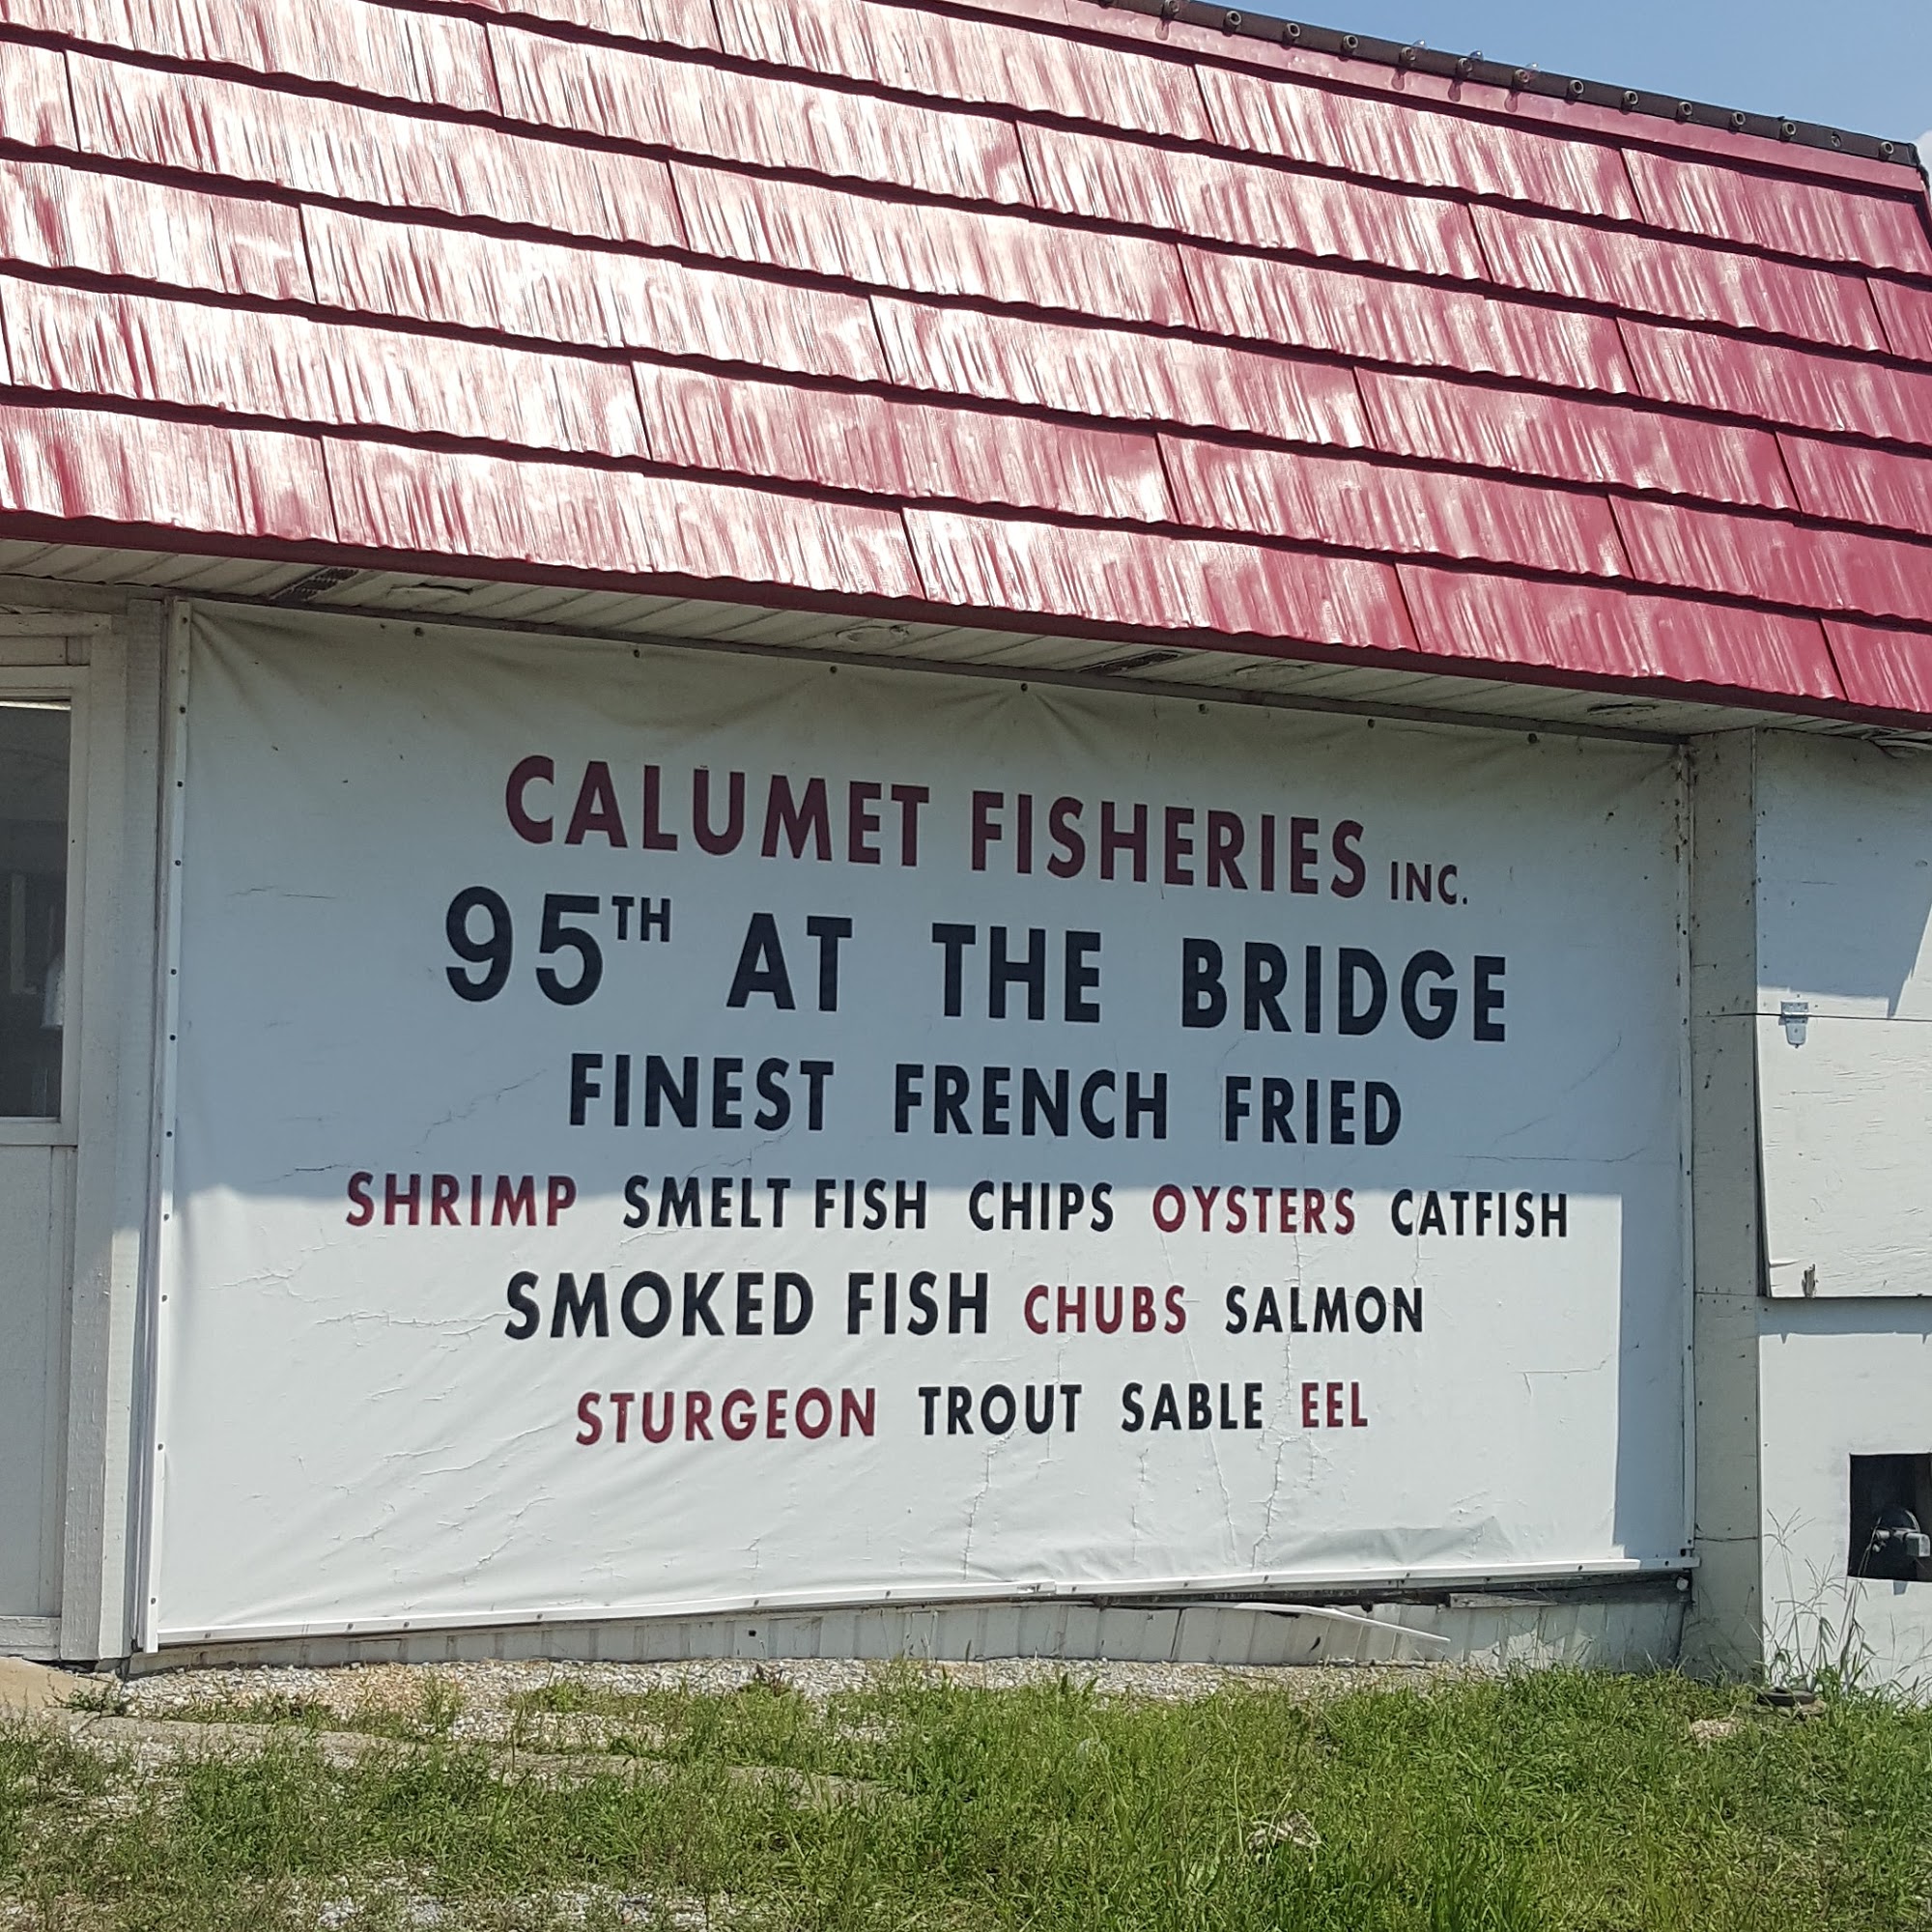 CALUMET FISHERIES INC.
95TH AT THE BRIDGE
FINEST FRENCH FRIED
SHRIMP SMELT FISH CHIPS OYSTERS CATFISH
SMOKED FISH CHUBS SALMON
STURGEON TROUT SABLE EEL